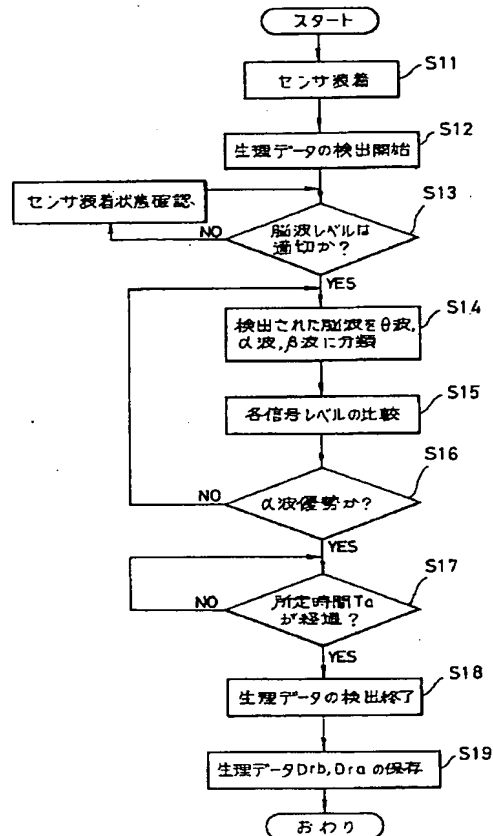 スタート
S11
センサ装着
S12
生理データの検出開始
S13
センサ装着状態確認
脳波レベルは
適切か?
NO
YES
S14
検出された脳波をθ波,
α波,β波に分類
S15
各信号レベルの比較
S16
α波優勢か?
NO
YES
S17
所定時間Ta
が経過?
NO
YES
S18
生理データの検出終了
S19
生理データDrb,Draの保存
おわり